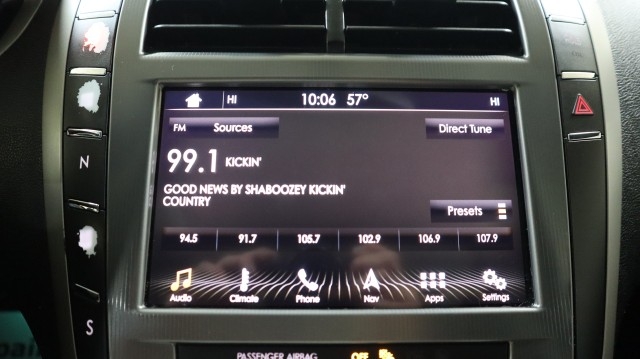 HI 10:06 57° HI
FM Sources Direct Tune
99.1 KICKIN'
GOOD NEWS BY SHABOOZEY KICKIN'
COUNTRY
Presets
94.5 91.7 105.7 102.9 106.9 107.9
Audio Climate Phone Nav Apps Settings
N
S
PASSENGER AIRBAG OFF